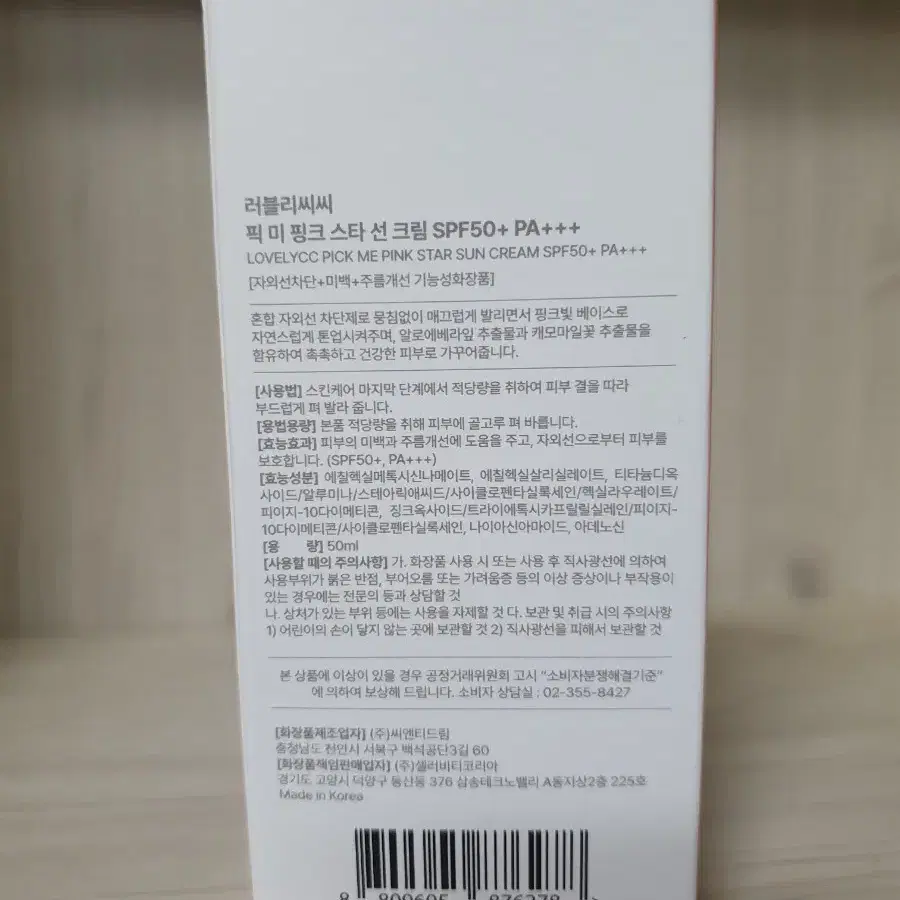 러블리씨씨
픽 미 핑크 스타 선 크림 SPF50+ PA+++
LOVELYCC PICK ME PINK STAR SUN CREAM SPF50+ PA+++
[자외선차단+미백+주름개선 기능성화장품]
혼합 자외선 차단제로 뭉침없이 매끄럽게 발리면서 핑크빛 베이스로
자연스럽게 톤업시켜주며, 알로에베라잎 추출물과 캐모마일꽃 추출물을
함유하여 촉촉하고 건강한 피부로 가꾸어줍니다.
[사용법] 스킨케어 마지막 단계에서 적당량을 취하여 피부 결을 따라
부드럽게 펴 발라 줍니다.
[용법용량] 본품 적당량을 취해 피부에 골고루 펴 바릅니다.
[효능효과] 피부의 미백과 주름개선에 도움을 주고, 자외선으로부터 피부를
보호합니다. (SPF50+, PA+++)
[효능성분] 에칠헥실메톡시신나메이트, 에칠헥실살리실레이트, 티타늄디옥
사이드/알루미나/스테아릭애씨드/사이클로펜타실록세인/헥실라우레이트/
피이지-10다이메티콘, 징크옥사이드/트라이에톡시카프릴릴실레인/피이지-
10다이메티콘/사이클로펜타실록세인, 나이아신아마이드, 아데노신
[용 량] 50ml
[사용할 때의 주의사항] 가. 화장품 사용 시 또는 사용 후 직사광선에 의하여
사용부위가 붉은 반점, 부어오름 또는 가려움증 등의 이상 증상이나 부작용이
있는 경우에는 전문의 등과 상담할 것
나. 상처가 있는 부위 등에는 사용을 자제할 것 다. 보관 및 취급 시의 주의사항
1) 어린이의 손이 닿지 않는 곳에 보관할 것 2) 직사광선을 피해서 보관할 것
본 상품에 이상이 있을 경우 공정거래위원회 고시 "소비자분쟁해결기준"
에 의하여 보상해 드립니다. 소비자 상담실 : 02-355-8427
[화장품제조업자] (주)씨엔티드림
충청남도 천안시 서북구 백석공단3길 60
[화장품책임판매업자] (주)셀러바티코리아
경기도 고양시 덕양구 동산동 376 삼송테크노밸리 A동지상2층 225호
Made in Korea
8 809605 876278 >